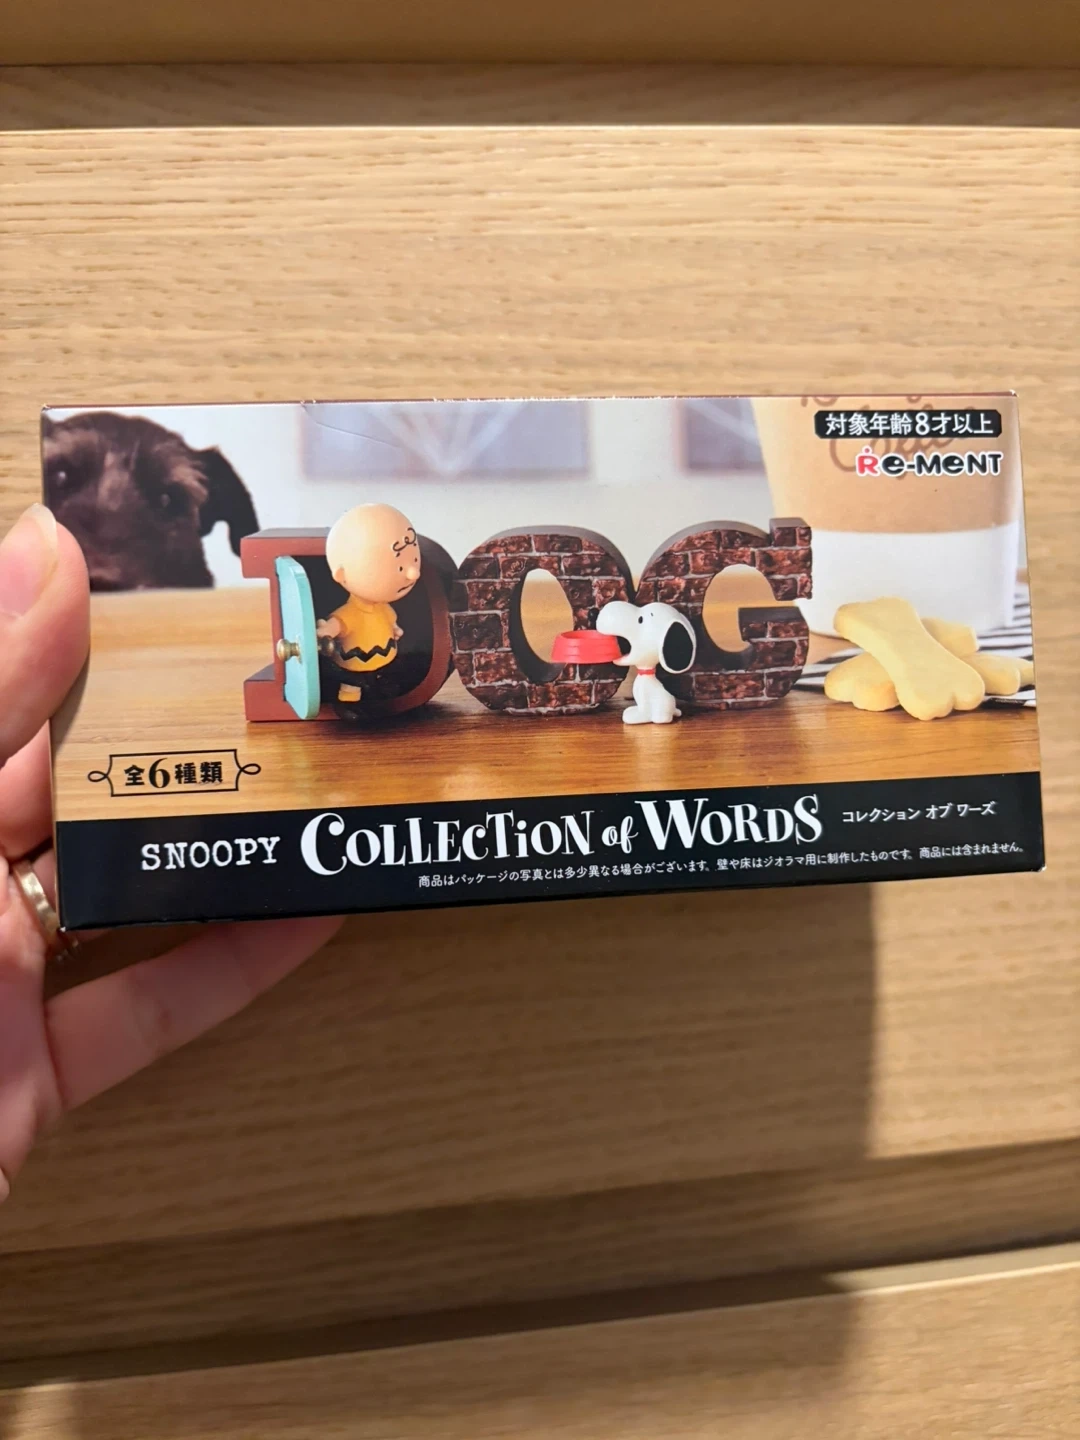 対象年齢8才以上
Re-MeNT
DOG
全6種類
SNOOPY COLLECTiON of WORDS コレクション オブ ワーズ
商品はパッケージの写真とは多少異なる場合がございます。壁や床はジオラマ用に制作したものです。商品には含まれません。